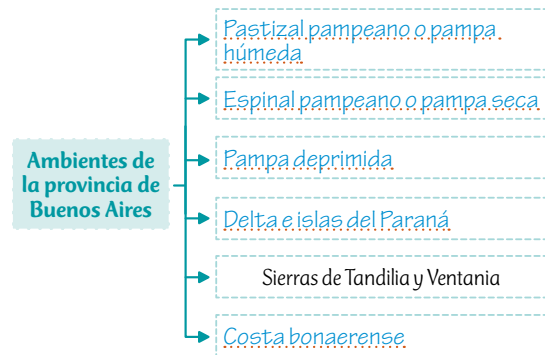 Pastizal pampeano o pampa
húmeda
Espinal pampeano o pampa seca
Ambientes de
la provincia de
Buenos Aires
Pampa deprimida
Delta e islas del Paraná
Sierras de Tandilia y Ventania
Costa bonaerense